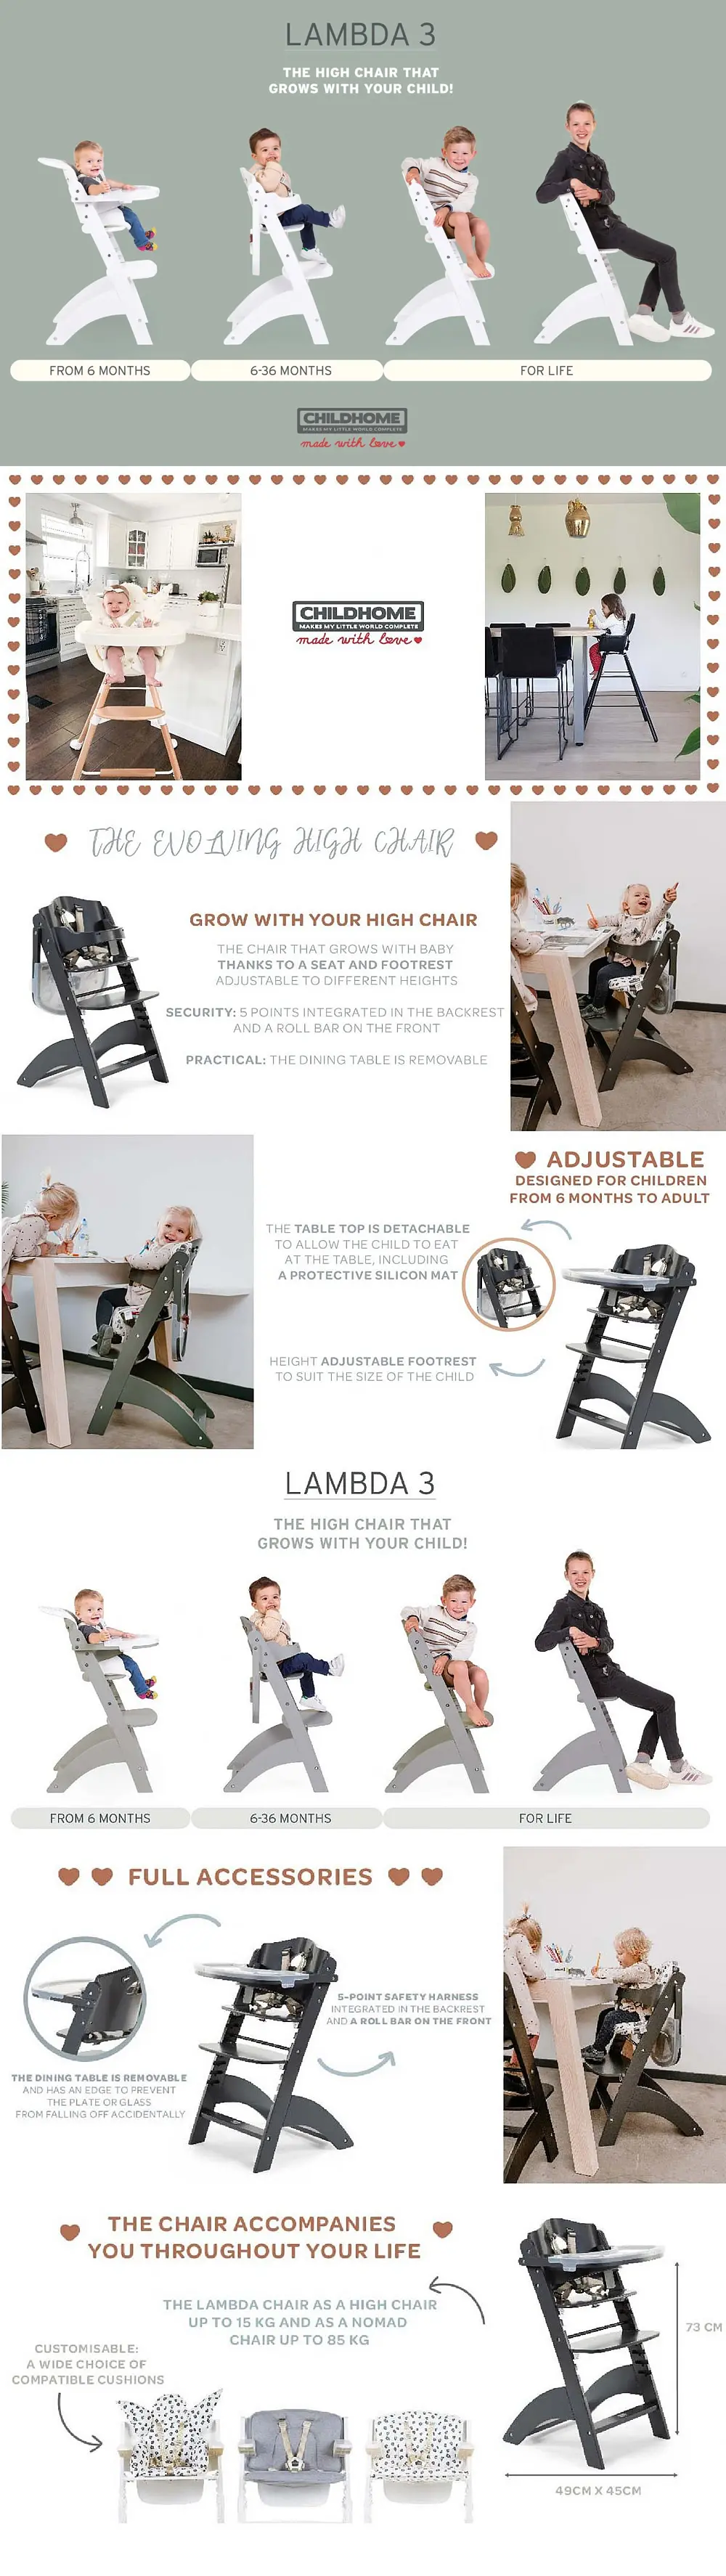 LAMBDA 3
THE HIGH CHAIR THAT
GROWS WITH YOUR CHILD!
FROM 6 MONTHS
6-36 MONTHS
FOR LIFE
CHILDHOME
MAKES MY LITTLE WORLD COMPLETE
made with love
CHILDHOME
MAKES MY LITTLE WORLD COMPLETE
made with love
THE EVOLVING HIGH CHAIR
GROW WITH YOUR HIGH CHAIR
THE CHAIR THAT GROWS WITH BABY
THANKS TO A SEAT AND FOOTREST
ADJUSTABLE TO DIFFERENT HEIGHTS
SECURITY: 5 POINTS INTEGRATED IN THE BACKREST
AND A ROLL BAR ON THE FRONT
PRACTICAL: THE DINING TABLE IS REMOVABLE
ADJUSTABLE
DESIGNED FOR CHILDREN
FROM 6 MONTHS TO ADULT
THE TABLE TOP IS DETACHABLE
TO ALLOW THE CHILD TO EAT
AT THE TABLE, INCLUDING
A PROTECTIVE SILICON MAT
HEIGHT ADJUSTABLE FOOTREST
TO SUIT THE SIZE OF THE CHILD
LAMBDA 3
THE HIGH CHAIR THAT
GROWS WITH YOUR CHILD!
FROM 6 MONTHS
6-36 MONTHS
FOR LIFE
FULL ACCESSORIES
5-POINT SAFETY HARNESS
INTEGRATED IN THE BACKREST
AND A ROLL BAR ON THE FRONT
THE DINING TABLE IS REMOVABLE
AND HAS AN EDGE TO PREVENT
THE PLATE OR GLASS
FROM FALLING OFF ACCIDENTALLY
THE CHAIR ACCOMPANIES
YOU THROUGHOUT YOUR LIFE
THE LAMBDA CHAIR AS A HIGH CHAIR
UP TO 15 KG AND AS A NOMAD
CHAIR UP TO 85 KG
73 CM
CUSTOMISABLE:
A WIDE CHOICE OF
COMPATIBLE CUSHIONS
49CM X 45CM